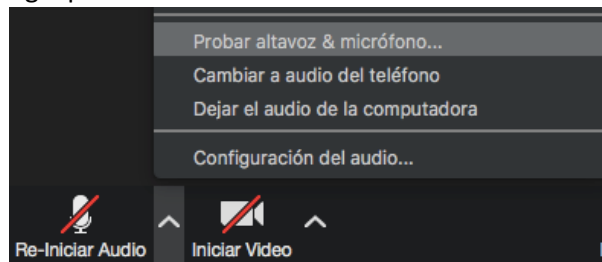 Probar altavoz & micrófono...
Cambiar a audio del teléfono
Dejar el audio de la computadora
Configuración del audio...
Re-Iniciar Audio
Iniciar Video